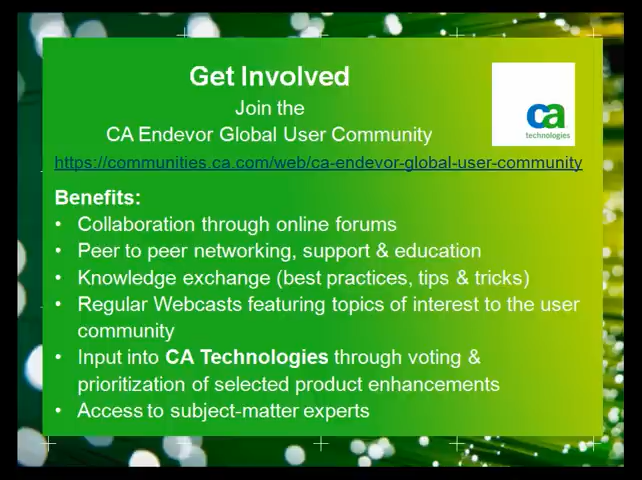 Get Involved
Join the
CA Endevor Global User Community
ca
technologies
https://communities.ca.com/web/ca-endevor-global-user-community
Benefits:
• Collaboration through online forums
• Peer to peer networking, support & education
• Knowledge exchange (best practices, tips & tricks)
• Regular Webcasts featuring topics of interest to the user
community
• Input into CA Technologies through voting &
prioritization of selected product enhancements
• Access to subject-matter experts